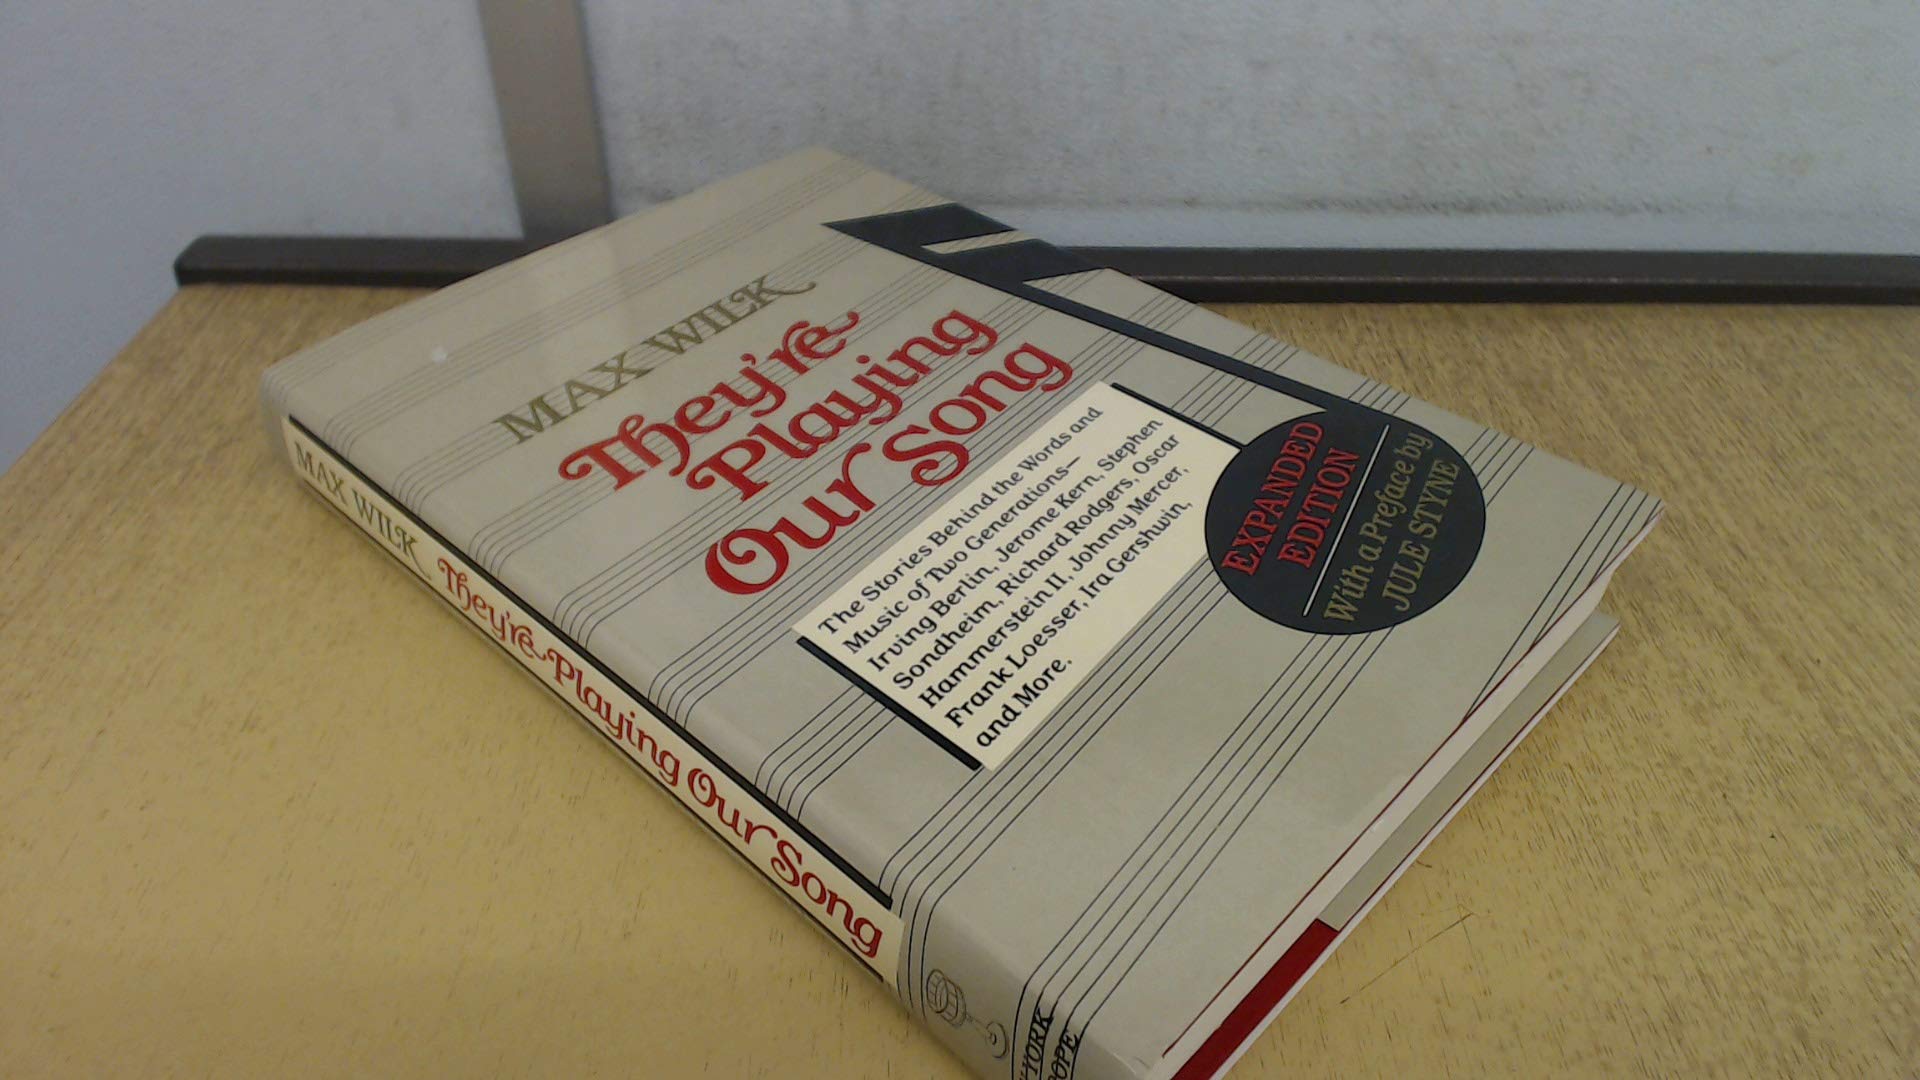 MAX WILK
They're
Playing
Our Song
The Stories Behind the Words and
Music of Two Generations—
Irving Berlin, Jerome Kern, Stephen
Sondheim, Richard Rodgers, Oscar
Hammerstein II, Johnny Mercer,
Frank Loesser, Ira Gershwin,
and More.
EXPANDED
EDITION
With a Preface by
JULE STYNE
MAX WILK They're Playing Our Song